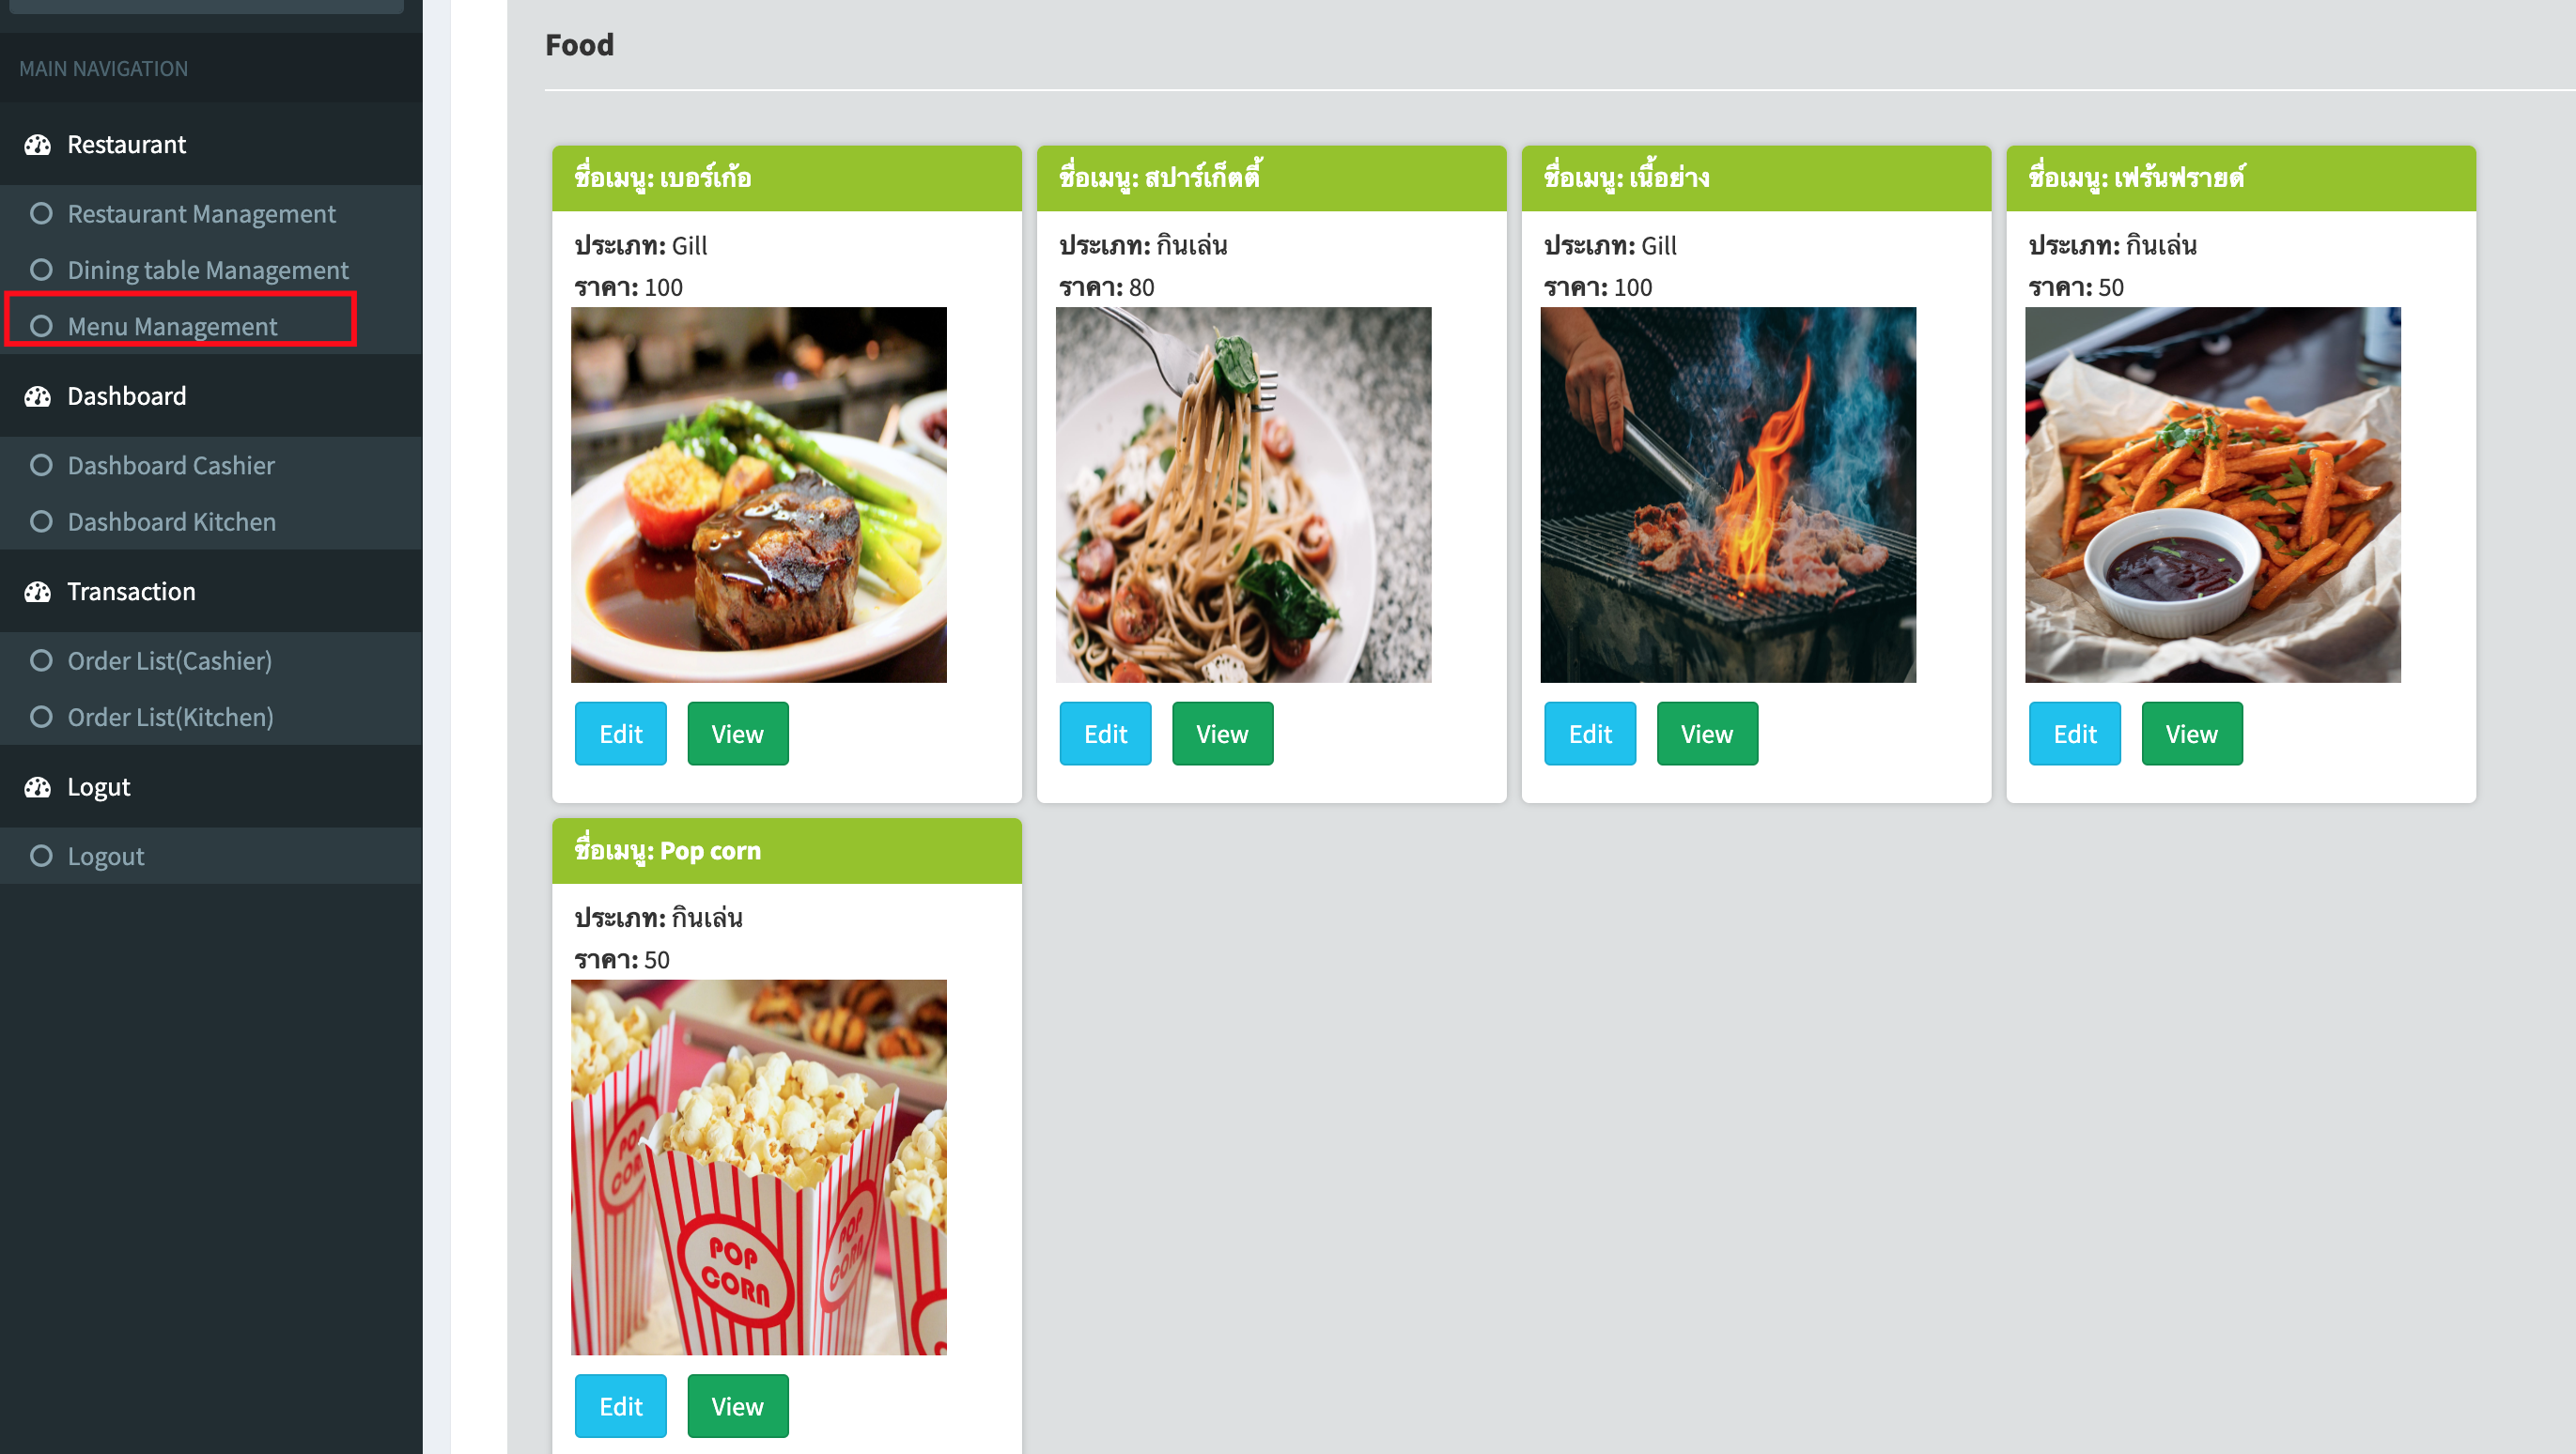 MAIN NAVIGATION
Restaurant
Restaurant Management
Dining table Management
Menu Management
Dashboard
Dashboard Cashier
Dashboard Kitchen
Transaction
Order List(Cashier)
Order List(Kitchen)
Logut
Logout
Food
ชื่อเมนู: เบอร์เก้อ
ประเภท: Gill
ราคา: 100
Edit View
ชื่อเมนู: สปาร์เก็ตตี้
ประเภท: กินเล่น
ราคา: 80
Edit View
ชื่อเมนู: เนื้อย่าง
ประเภท: Gill
ราคา: 100
Edit View
ชื่อเมนู: เฟร้นฟรายด์
ประเภท: กินเล่น
ราคา: 50
Edit View
ชื่อเมนู: Pop corn
ประเภท: กินเล่น
ราคา: 50
POP
CORN
POP
CORN
POP
Edit View